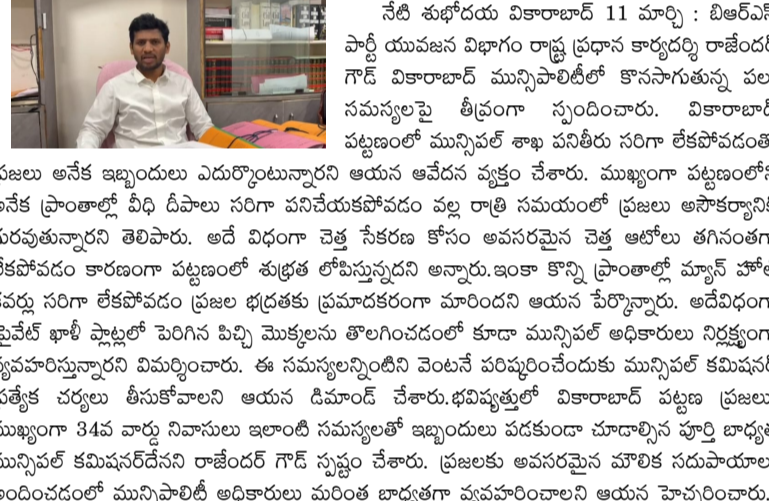 నేటి శుభోదయ వికారాబాద్ 11 మార్చి : బిఆర్ఎస్
పార్టీ యువజన విభాగం రాష్ట్ర ప్రధాన కార్యదర్శి రాజేందర్
గౌడ్ వికారాబాద్ మున్సిపాలిటీలో కొనసాగుతున్న పలు
సమస్యలపై తీవ్రంగా స్పందించారు. వికారాబాద్
పట్టణంలో మున్సిపల్ శాఖ పనితీరు సరిగా లేకపోవడంతో
ప్రజలు అనేక ఇబ్బందులు ఎదుర్కొంటున్నారని ఆయన ఆవేదన వ్యక్తం చేశారు. ముఖ్యంగా పట్టణంలోని
అనేక ప్రాంతాల్లో వీధి దీపాలు సరిగా పనిచేయకపోవడం వల్ల రాత్రి సమయంలో ప్రజలు అసౌకర్యానికి
గురవుతున్నారని తెలిపారు. అదే విధంగా చెత్త సేకరణ కోసం అవసరమైన చెత్త ఆటోలు తగినంతగా
లేకపోవడం కారణంగా పట్టణంలో శుభ్రత లోపిస్తున్నదని అన్నారు.ఇంకా కొన్ని ప్రాంతాల్లో మ్యాన్ హోల్
కవర్లు సరిగా లేకపోవడం ప్రజల భద్రతకు ప్రమాదకరంగా మారిందని ఆయన పేర్కొన్నారు. అదేవిధంగా
ప్రైవేట్ ఖాళీ ప్లాట్లలో పెరిగిన పిచ్చి మొక్కలను తొలగించడంలో కూడా మున్సిపల్ అధికారులు నిర్లక్ష్యంగా
వ్యవహరిస్తున్నారని విమర్శించారు. ఈ సమస్యలన్నింటిని వెంటనే పరిష్కరించేందుకు మున్సిపల్ కమిషనర్
ప్రత్యేక చర్యలు తీసుకోవాలని ఆయన డిమాండ్ చేశారు.భవిష్యత్తులో వికారాబాద్ పట్టణ ప్రజలు
ముఖ్యంగా 34వ వార్డు నివాసులు ఇలాంటి సమస్యలతో ఇబ్బందులు పడకుండా చూడాల్సిన పూర్తి బాధ్యత
మున్సిపల్ కమిషనర్‌దేనని రాజేందర్ గౌడ్ స్పష్టం చేశారు. ప్రజలకు అవసరమైన మౌలిక సదుపాయాలు
అందించడంలో మున్సిపాలిటీ అధికారులు మరింత బాధ్యతగా వ్యవహరించాలని ఆయన హెచ్చరించారు.